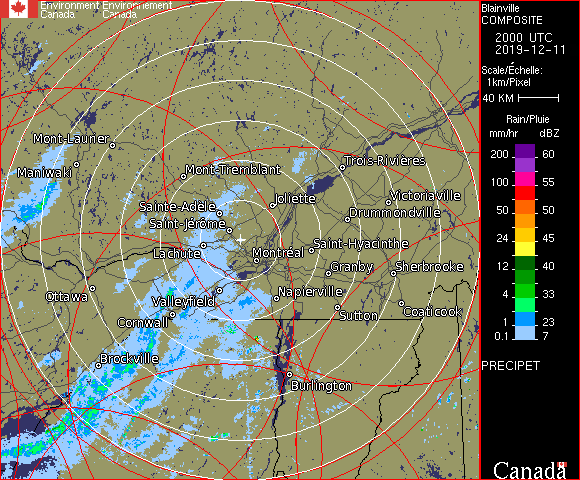 Environment Environnement
Canada Canada
Blainville
COMPOSITE
2000 UTC
2019-12-11
Scale/Échelle:
1km/Pixel
40 KM
Rain/Pluie
mm/hr dBZ
200 60
100 55
50 50
24 45
12 40
4 33
1 23
0.1 7
PRECIPET
Canada
Mont-Laurier
Maniwaki
Mont-Tremblant
Trois-Rivières
Sainte-Adèle
Joliette
Victoriaville
Drummondville
Saint-Jérôme
Lachute
Montréal
Saint-Hyacinthe
Granby
Sherbrooke
Ottawa
Valleyfield
Napierville
Cornwall
Sutton
Coaticook
Brockville
Burlington